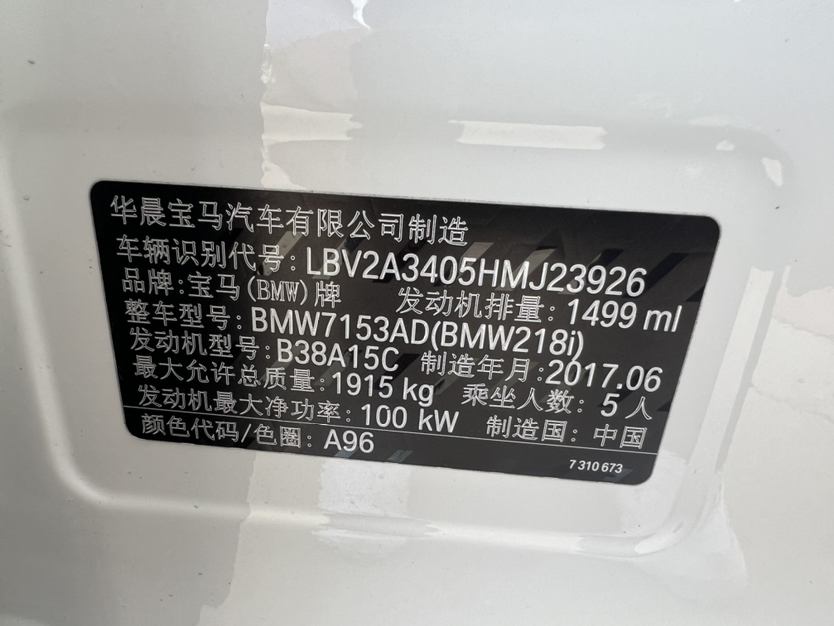 华晨宝马汽车有限公司制造
车辆识别代号: LBV2A3405HMJ23926
品牌: 宝马(BMW)牌 发动机排量: 1499 ml
整车型号: BMW7153AD(BMW218i)
发动机型号: B38A15C 制造年月: 2017.06
最大允许总质量: 1915 kg 乘坐人数: 5人
发动机最大净功率: 100 kW 制造国: 中国
颜色代码/色圈: A96
7 310 673